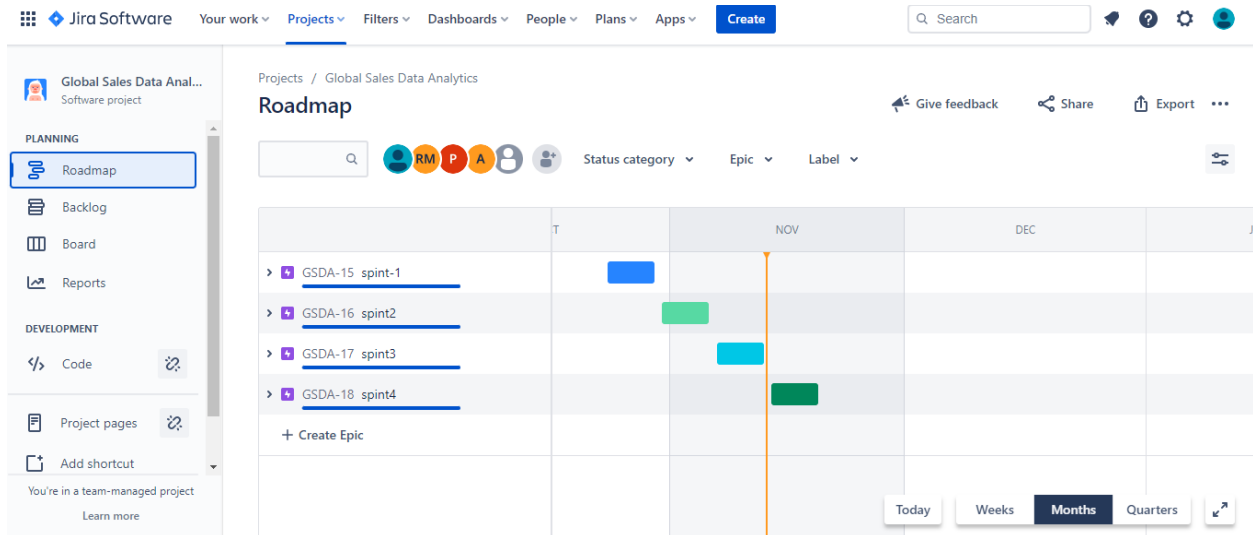 Jira Software Your work Projects Filters Dashboards People Plans Apps Create Search
Global Sales Data Anal...
Software project
PLANNING
Roadmap
Backlog
Board
Reports
DEVELOPMENT
Code
Project pages
Add shortcut
You're in a team-managed project
Learn more
Projects / Global Sales Data Analytics
Roadmap
Give feedback Share Export
RM P A Status category Epic Label
T NOV DEC J
GSDA-15 spint-1
GSDA-16 spint2
GSDA-17 spint3
GSDA-18 spint4
+ Create Epic
Today Weeks Months Quarters